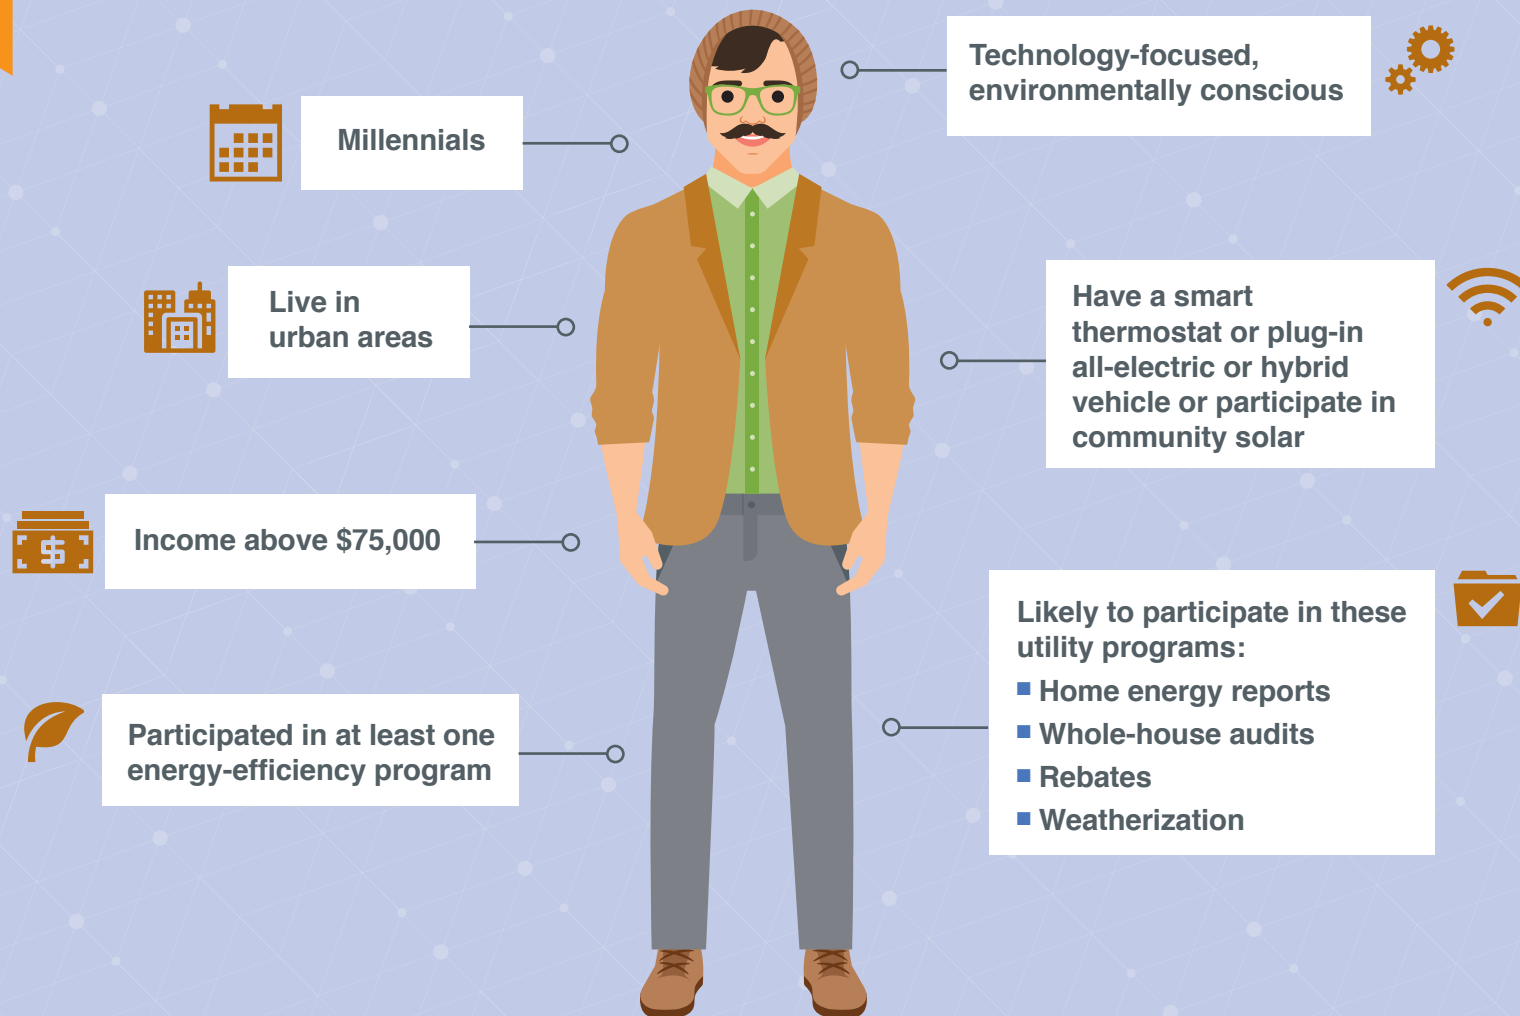 Technology-focused,
environmentally conscious
Millennials
Live in
urban areas
Have a smart
thermostat or plug-in
all-electric or hybrid
vehicle or participate in
community solar
Income above $75,000
$
Likely to participate in these
utility programs:
Home energy reports
Whole-house audits
Rebates
Weatherization
Participated in at least one
energy-efficiency program